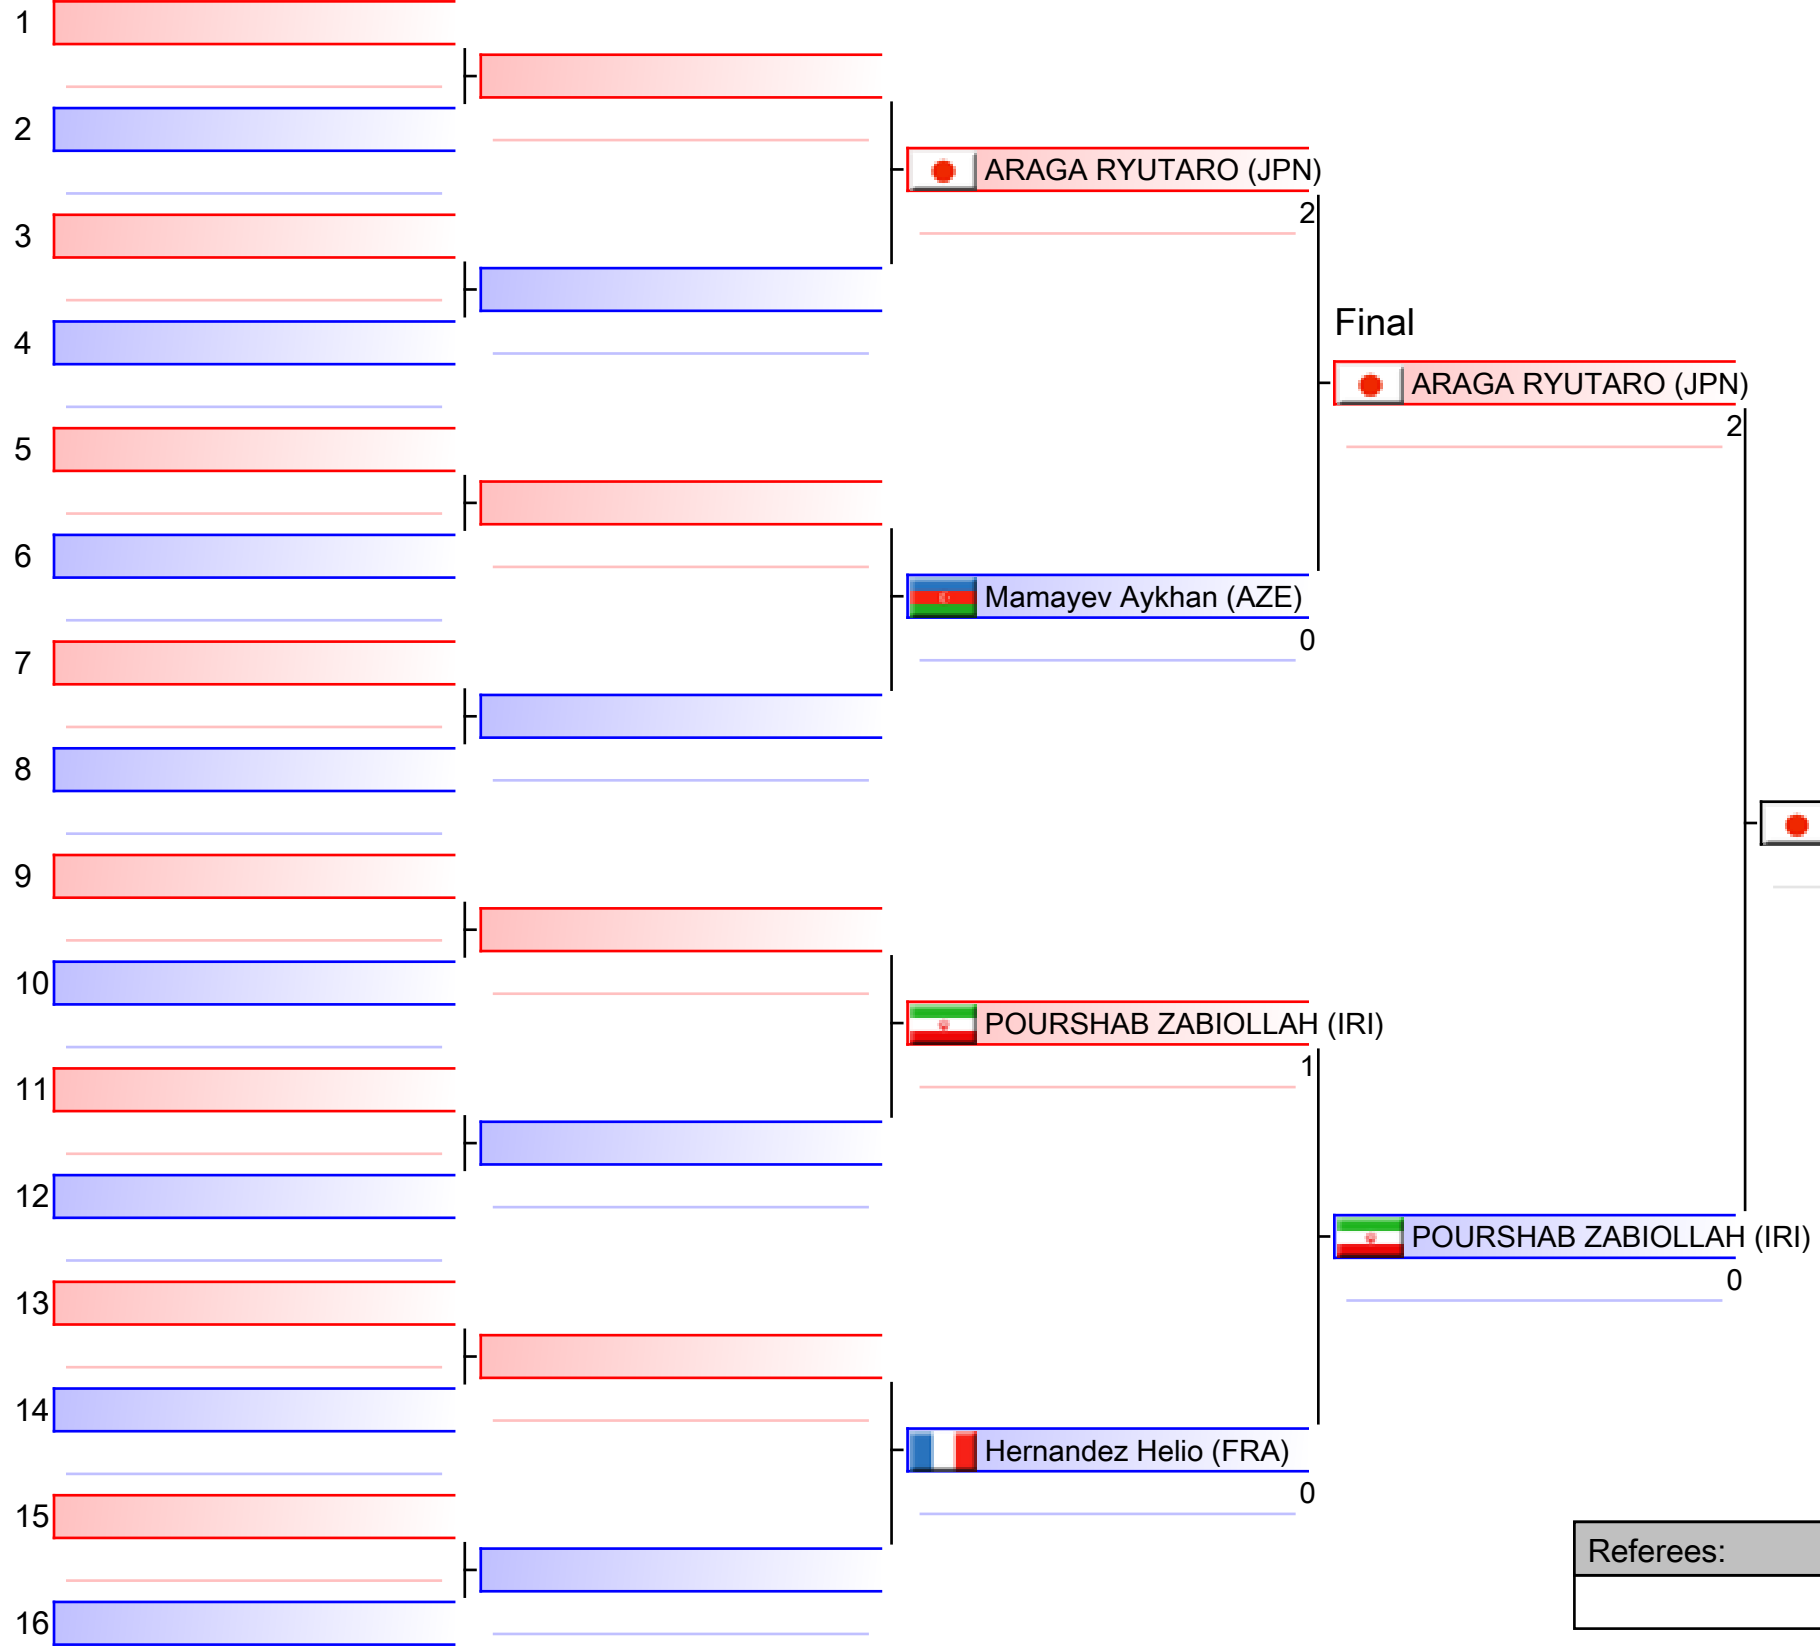 1
2
ARAGA RYUTARO (JPN)
2
3
Final
4
ARAGA RYUTARO (JPN)
2
5
6
Mamayev Aykhan (AZE)
0
7
8
9
10
POURSHAB ZABIOLLAH (IRI)
1
11
12
POURSHAB ZABIOLLAH (IRI)
0
13
14
Hernandez Helio (FRA)
0
15
Referees:
16